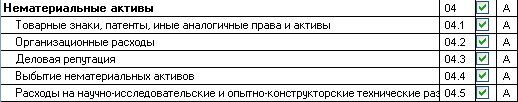 Нематериальные активы 04 А
Товарные знаки, патенты, иные аналогичные права и активы 04.1 А
Организационные расходы 04.2 А
Деловая репутация 04.3 А
Выбытие нематериальных активов 04.4 А
Расходы на научно-исследовательские и опытно-конструкторские технические раз 04.5 А